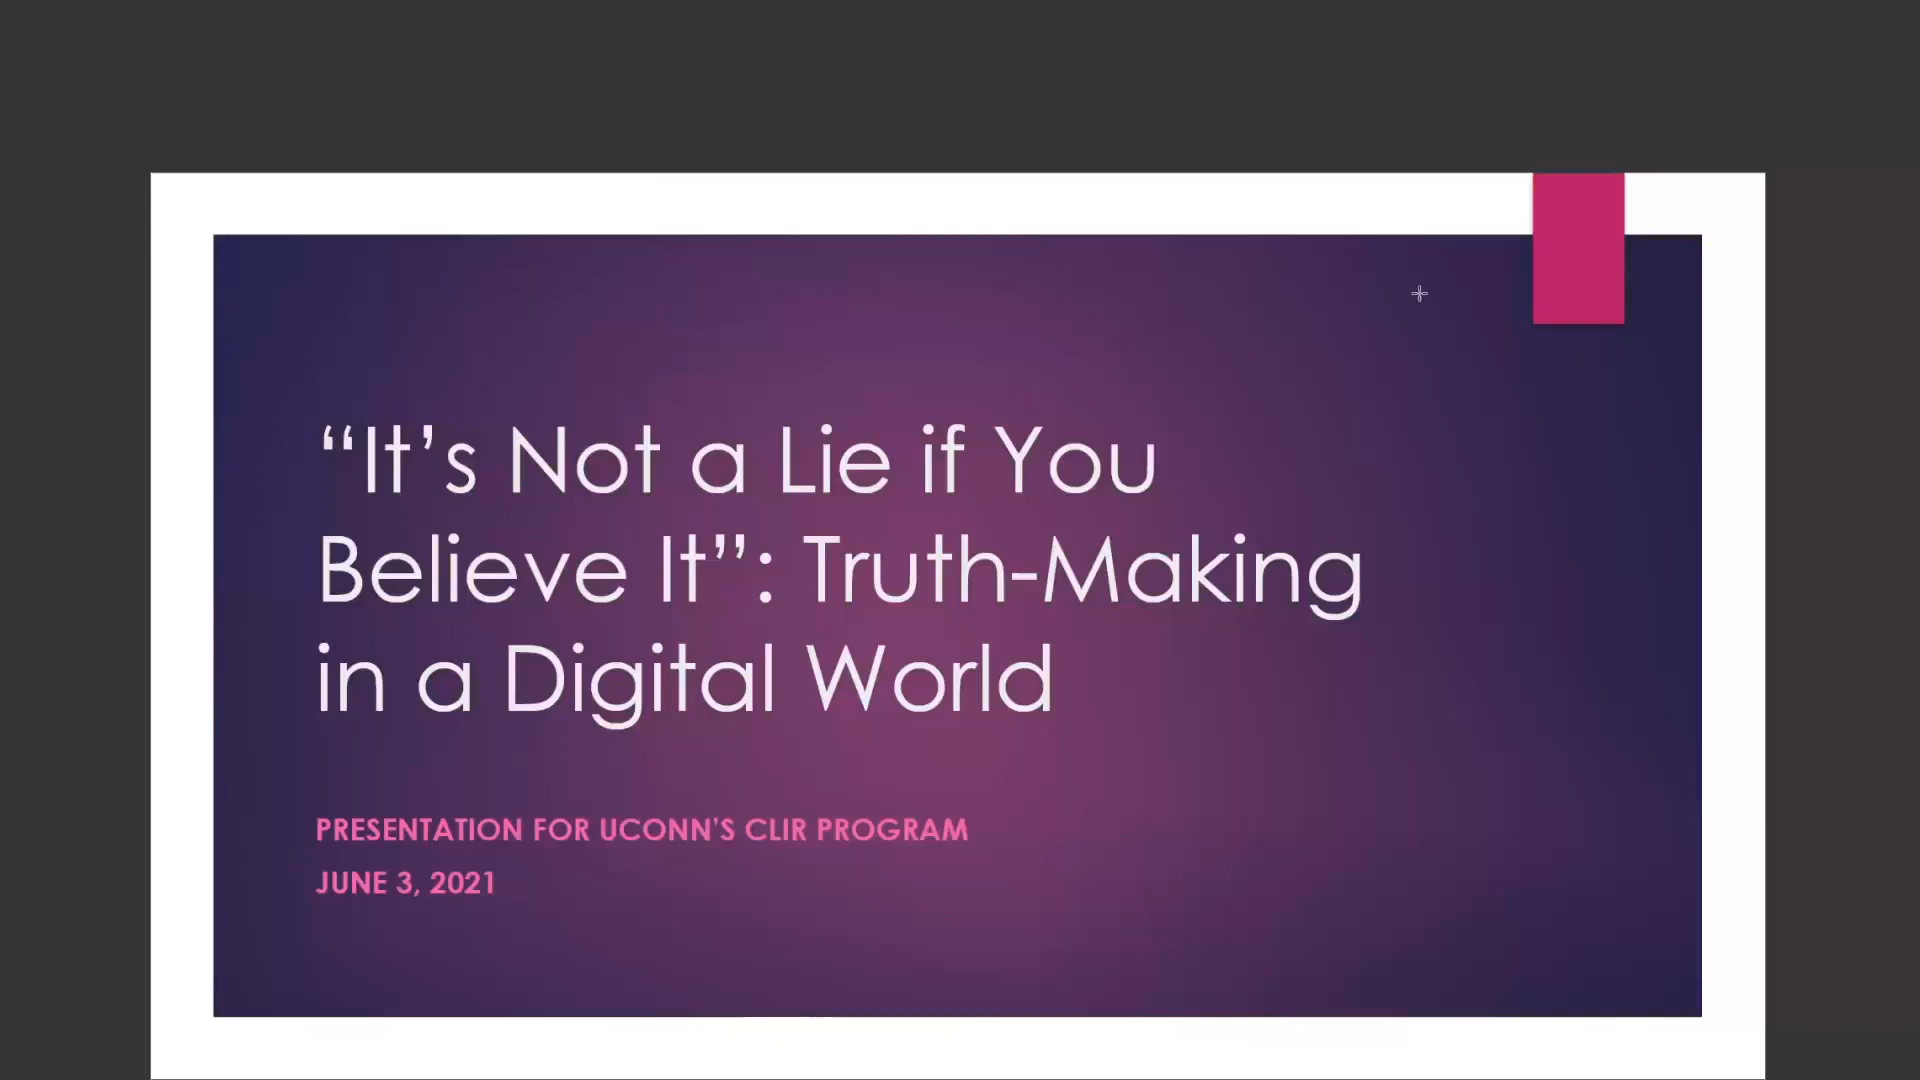 “It’s Not a Lie if You
Believe It”: Truth-Making
in a Digital World
PRESENTATION FOR UCONN’S CLIR PROGRAM
JUNE 3, 2021